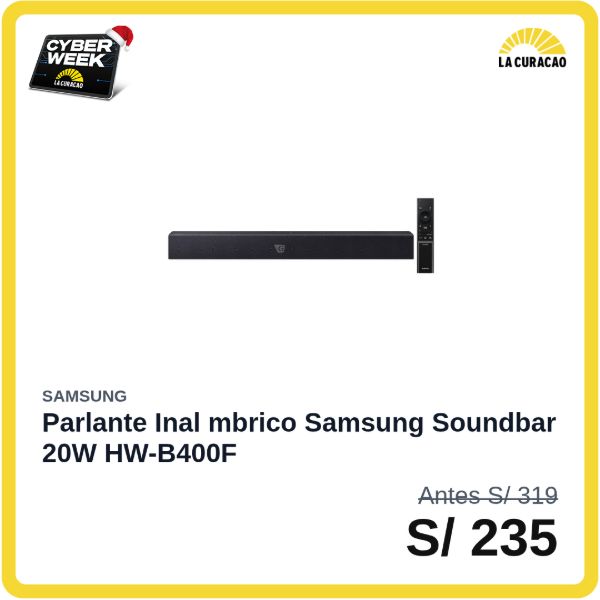 CYBER
WEEK
LA CURACAO
LA CURACAO
SAMSUNG
Parlante Inal mbrico Samsung Soundbar
20W HW-B400F
Antes S/ 319
S/ 235